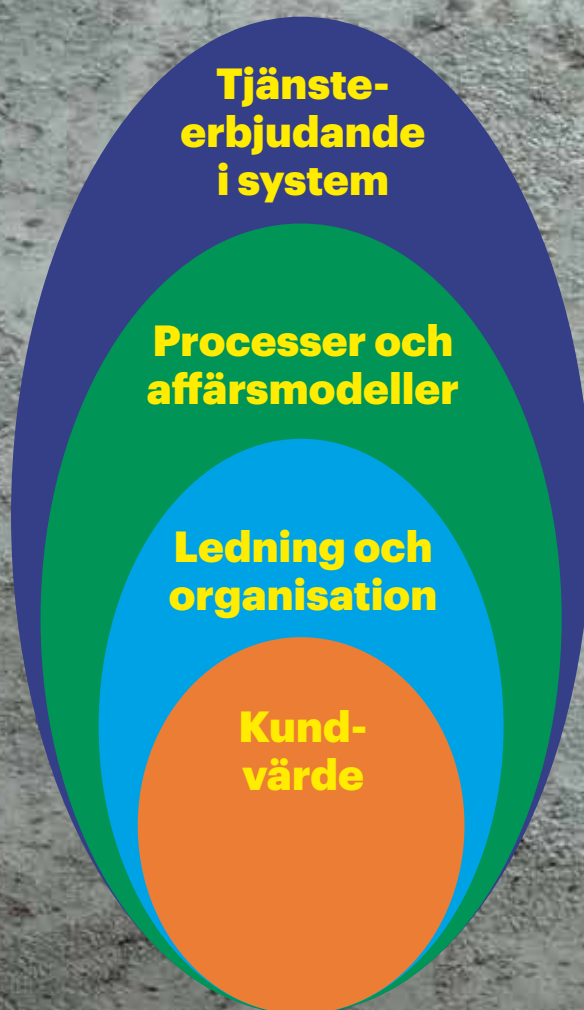 Tjänste-
erbjudande
i system
Processer och
affärsmodeller
Ledning och
organisation
Kund-
värde